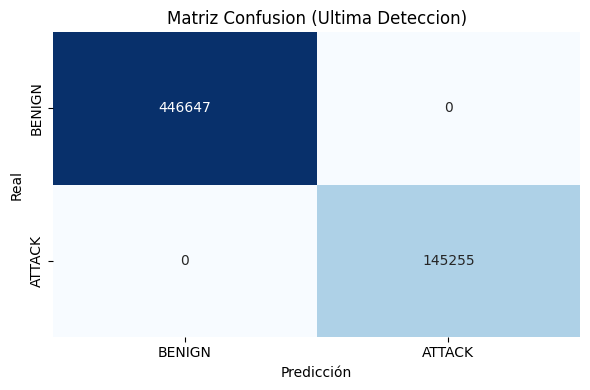 Matriz Confusion (Ultima Deteccion)
BENIGN
446647
0
Real
ATTACK
0
145255
BENIGN
ATTACK
Predicción